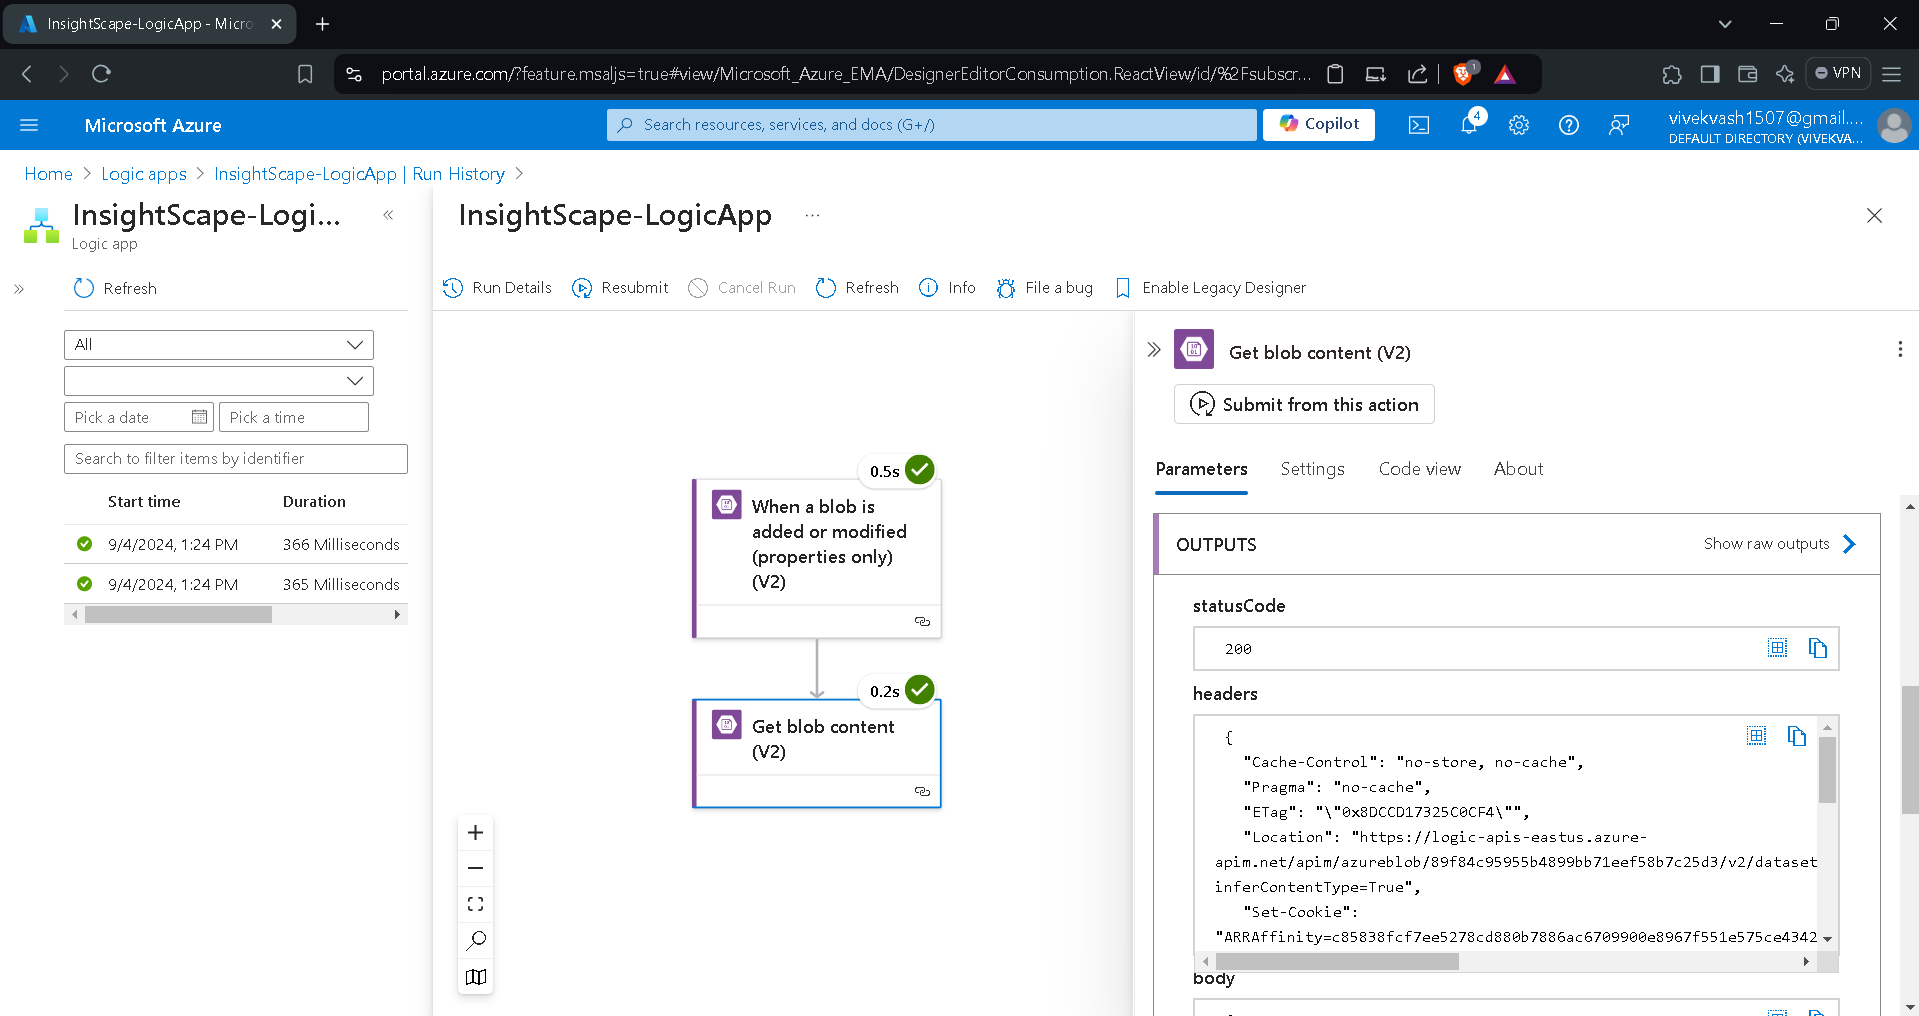 InsightScape-LogicApp - Micro
portal.azure.com/?feature.msaljs=true#view/Microsoft_Azure_EMA/DesignerEditorConsumption.ReactView/id/%2Fsubscr...
1
VPN
Microsoft Azure
Search resources, services, and docs (G+/)
Copilot
4
vivekvash1507@gmail....
DEFAULT DIRECTORY (VIVEKVA...
Home > Logic apps > InsightScape-LogicApp | Run History >
InsightScape-Logi...
Logic app
Refresh
All
Pick a date
Pick a time
Search to filter items by identifier
Start time Duration
9/4/2024, 1:24 PM 366 Milliseconds
9/4/2024, 1:24 PM 365 Milliseconds
InsightScape-LogicApp ...
Run Details Resubmit Cancel Run Refresh Info File a bug Enable Legacy Designer
0.5s
When a blob is
added or modified
(properties only)
(V2)
0.2s
Get blob content
(V2)
Get blob content (V2)
Submit from this action
Parameters Settings Code view About
OUTPUTS
Show raw outputs
statusCode
200
headers
{
"Cache-Control": "no-store, no-cache",
"Pragma": "no-cache",
"ETag": "\"0x8DCCD17325C0CF4\"",
"Location": "https://logic-apis-eastus.azure-
apim.net/apim/azureblob/89f84c95955b4899bb71eef58b7c25d3/v2/dataset
inferContentType=True",
"Set-Cookie":
"ARRAffinity=c85838fcf7ee5278cd880b7886ac6709900e8967f551e575ce4342
body